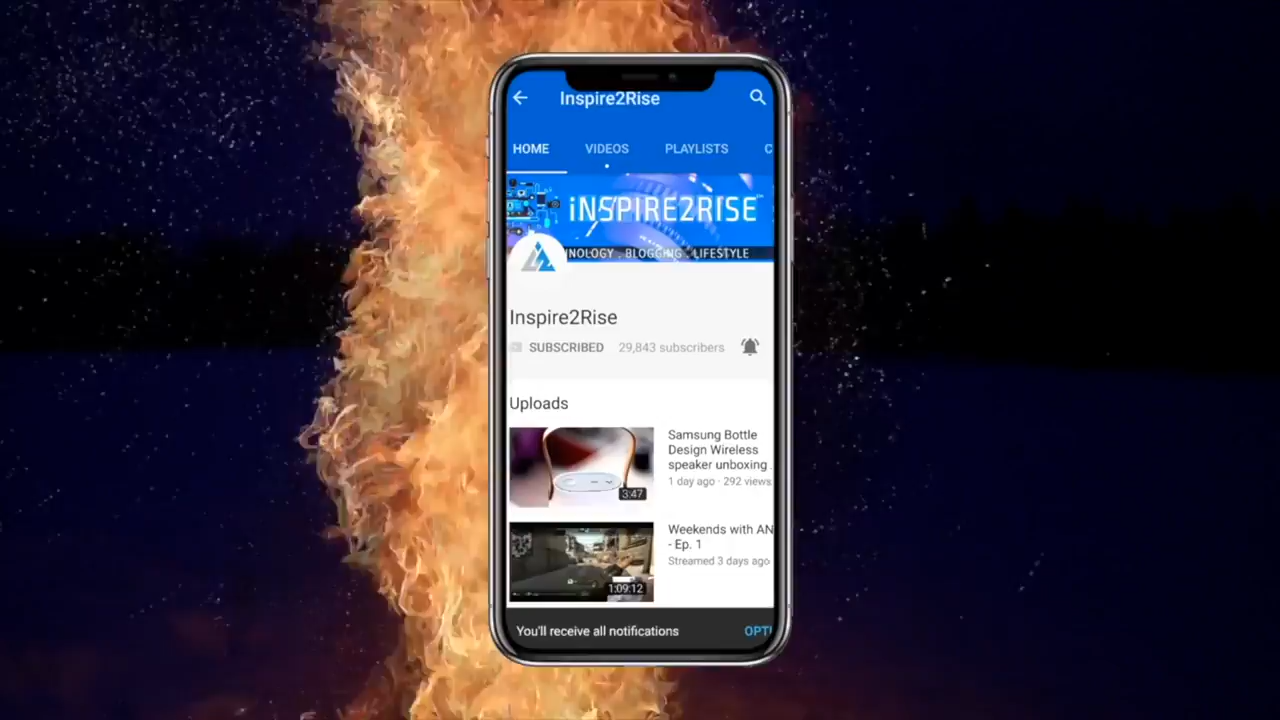 Inspire2Rise
HOME VIDEOS PLAYLISTS C
iNSPIRE2RISE™
NOLOGY . BLOGGING . LIFESTYLE
Inspire2Rise
SUBSCRIBED 29,843 subscribers
Uploads
Samsung Bottle
Design Wireless
speaker unboxing
3:47
1 day ago · 292 views
Weekends with AN
- Ep. 1
Streamed 3 days ago
1:09:12
You'll receive all notifications OPTI